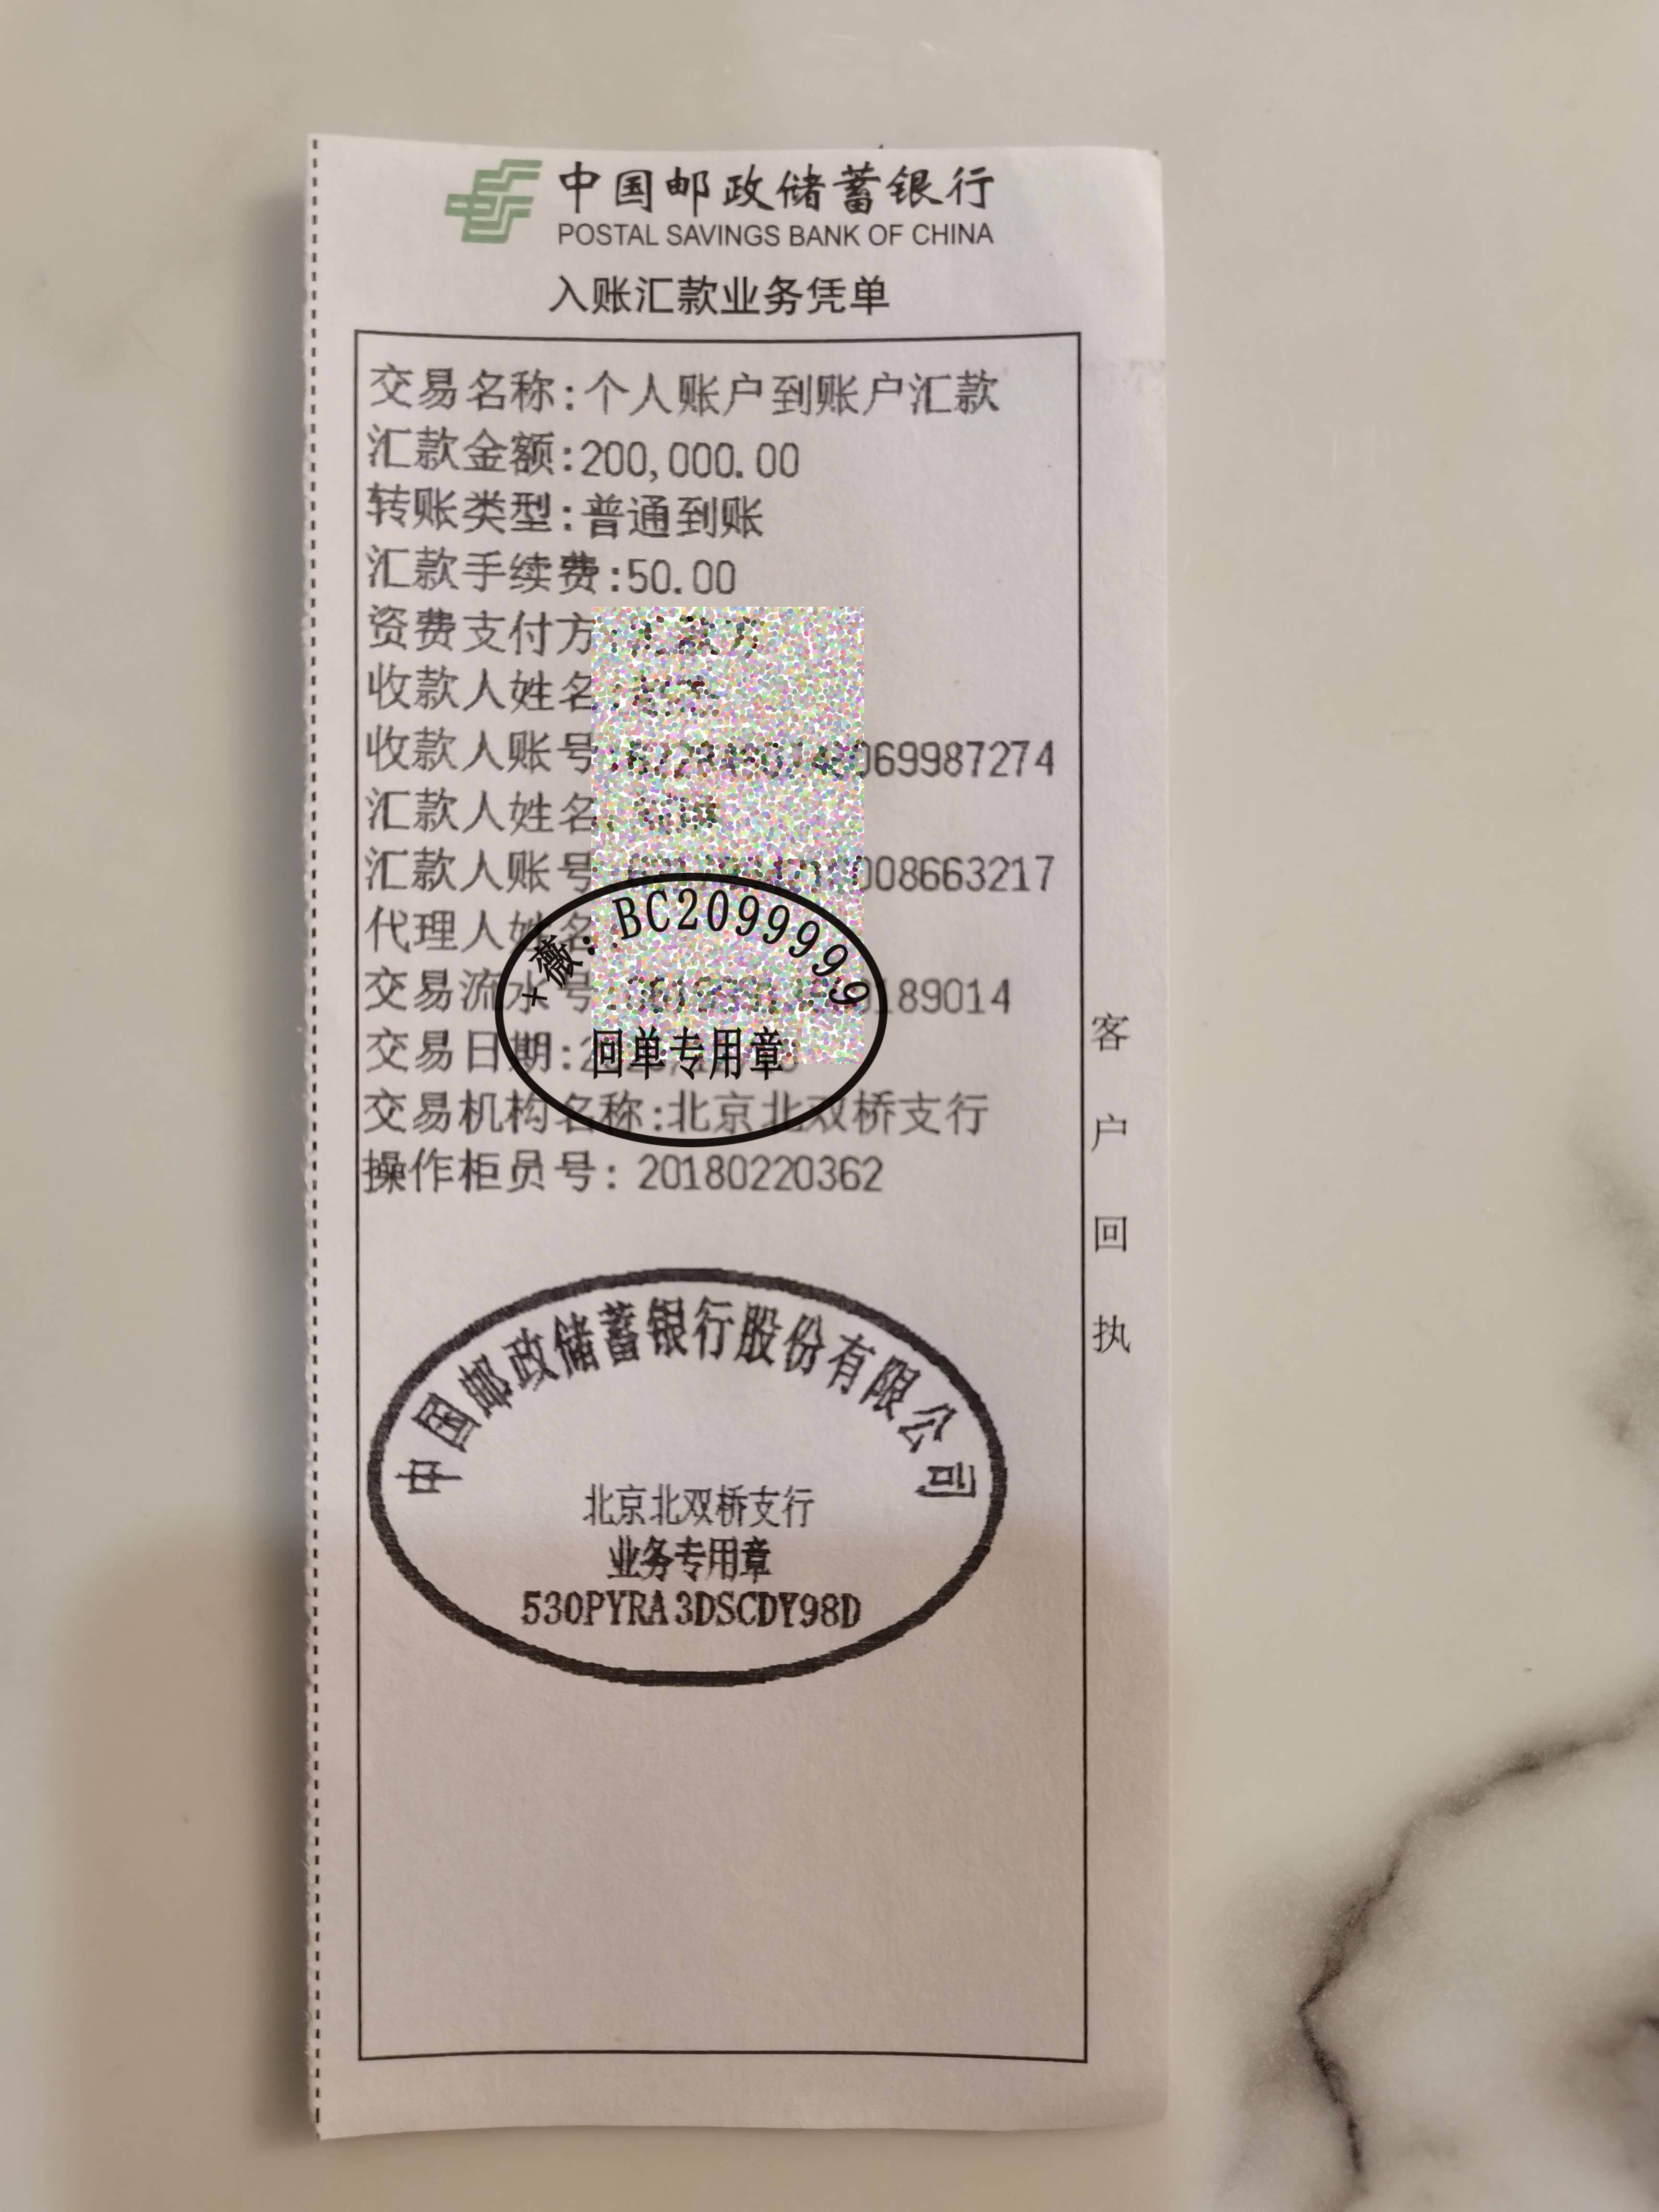 中国邮政储蓄银行
POSTAL SAVINGS BANK OF CHINA
入账汇款业务凭单
交易名称:个人账户到账户汇款
汇款金额:200,000.00
转账类型:普通到账
汇款手续费:50.00
资费支付方
收款人姓名
收款人账号 069987274
汇款人姓名
汇款人账号 008663217
代理人姓名
+薇:BC2099999
交易流水号 189014
回单专用章
交易日期:
交易机构名称:北京北双桥支行
操作柜员号: 20180220362
客户回执
中国邮政储蓄银行股份有限公司
北京北双桥支行
业务专用章
530PYRA3DSCDY98D